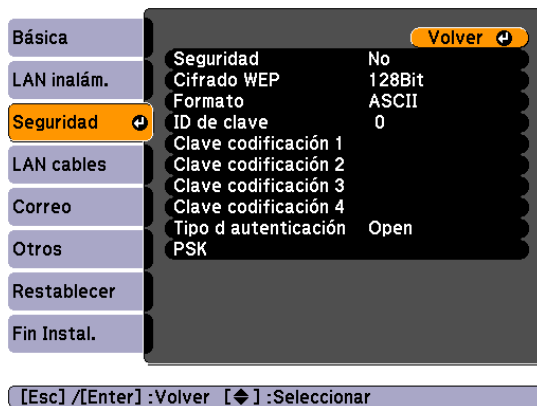 Básica
LAN inalám.
Seguridad
LAN cables
Correo
Otros
Restablecer
Fin Instal.
Volver
Seguridad No
Cifrado WEP 128Bit
Formato ASCII
ID de clave 0
Clave codificación 1
Clave codificación 2
Clave codificación 3
Clave codificación 4
Tipo d autenticación Open
PSK
[Esc] /[Enter] :Volver [◆] :Seleccionar